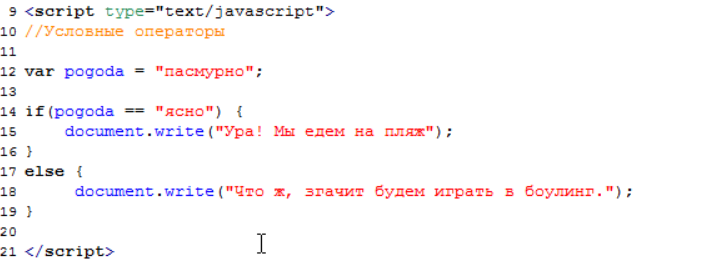 9 <script type="text/javascript">
10 //Условные операторы
11
12 var pogoda = "пасмурно";
13
14 if(pogoda == "ясно") {
15 document.write("Ура! Мы едем на пляж");
16 }
17 else {
18 document.write("Что ж, згачит будем играть в боулинг.");
19 }
20
21 </script>